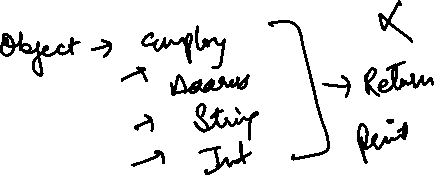 Object → Employ
→ Address
→ String
→ Int
→ Return
Print